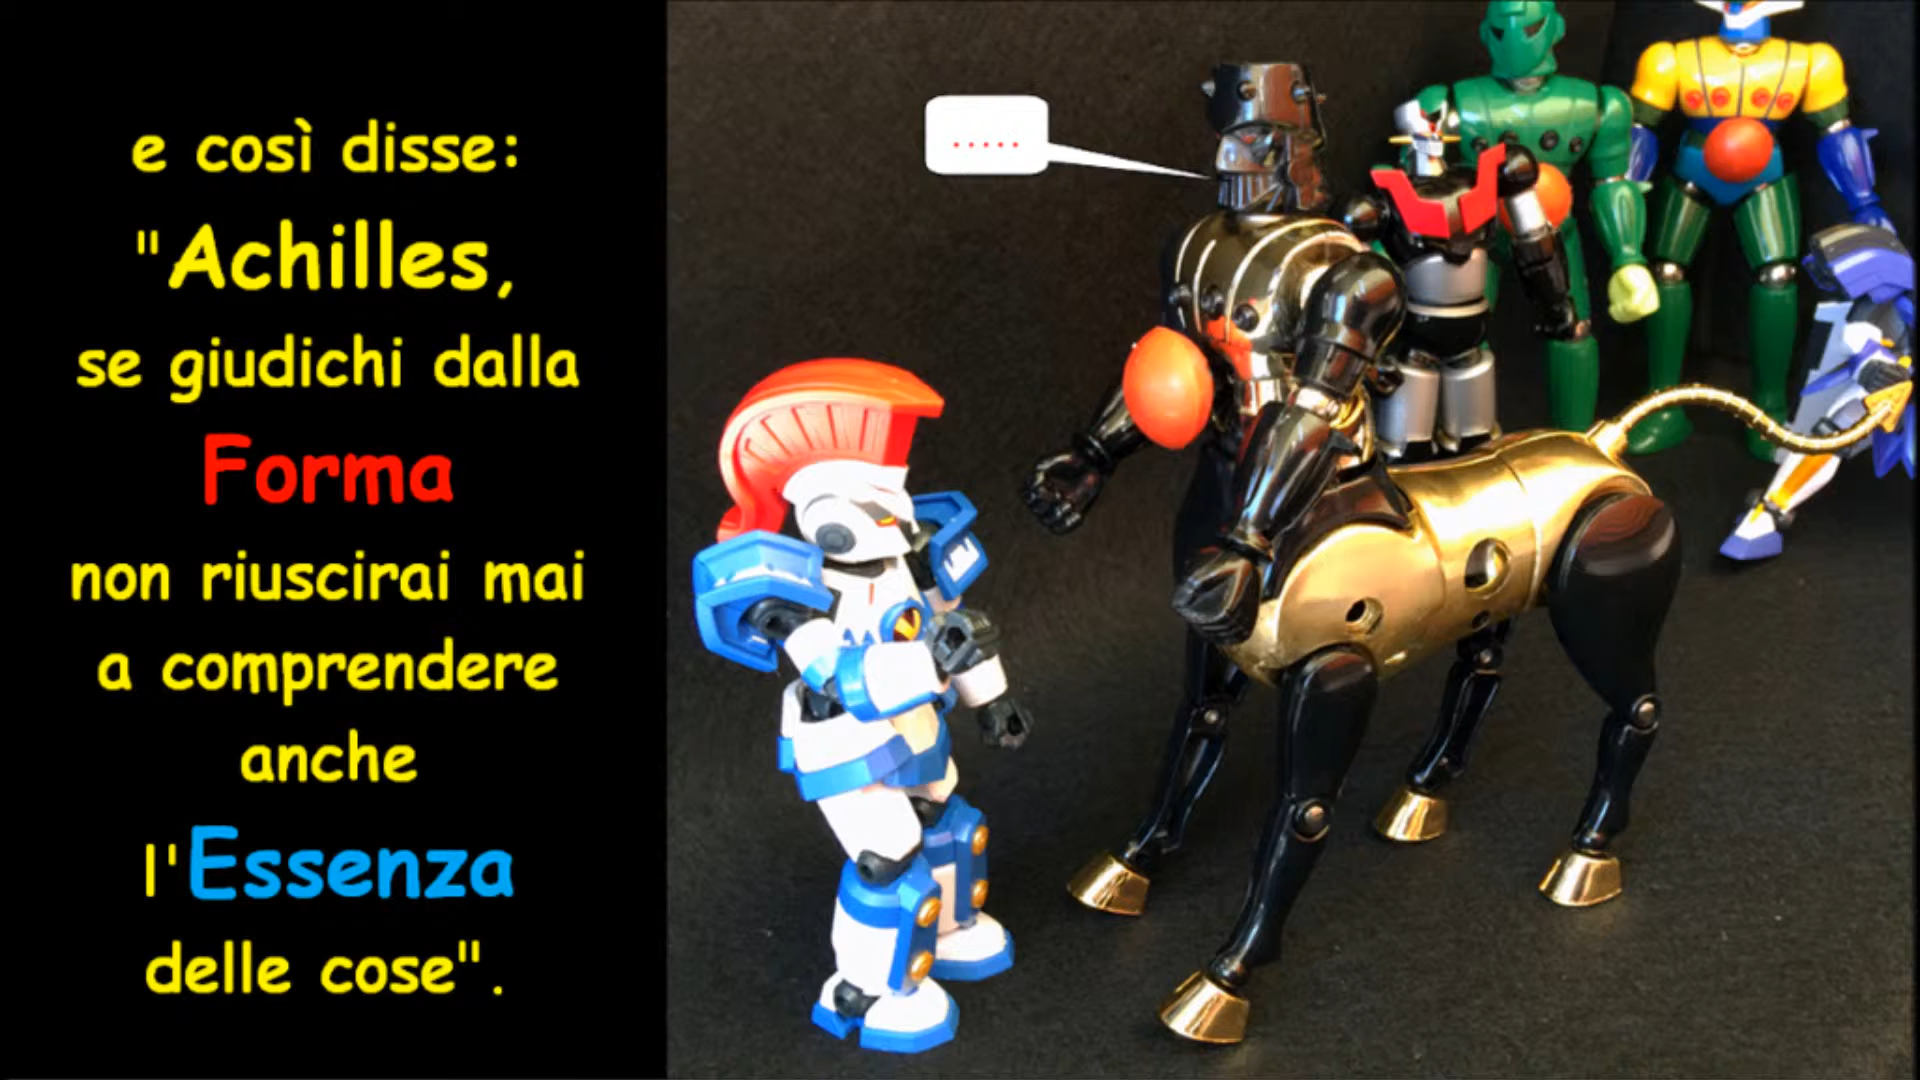 e così disse:
"Achilles,
se giudichi dalla
Forma
non riuscirai mai
a comprendere
anche
l'Essenza
delle cose".
.....